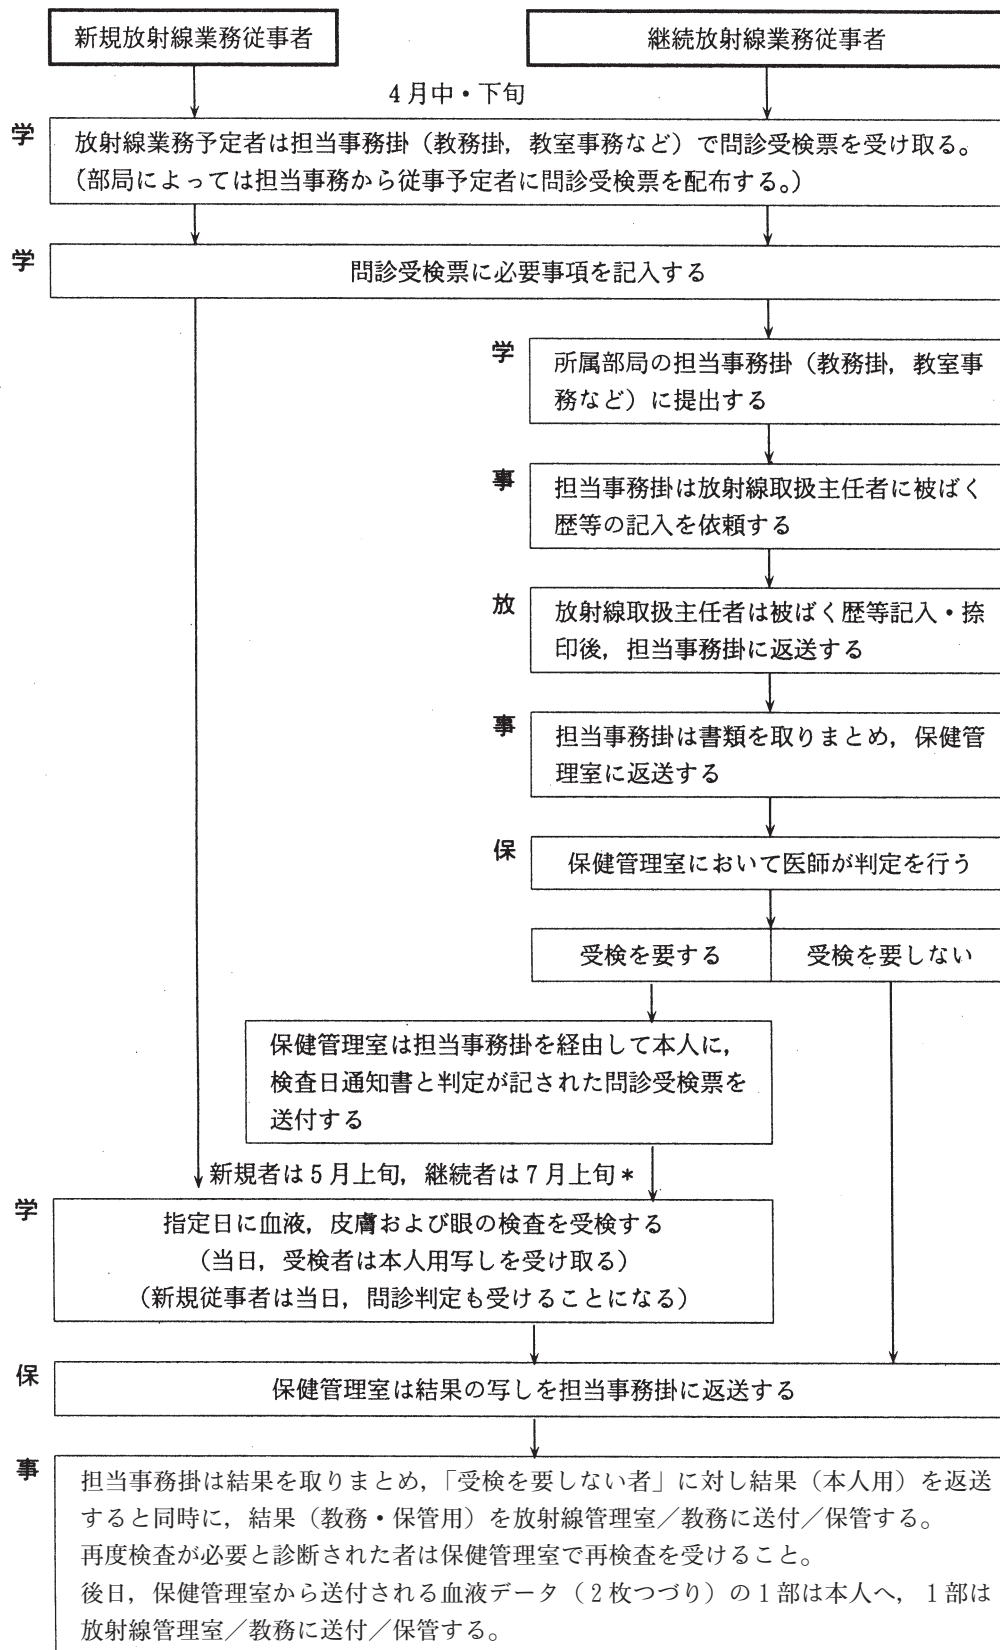 新規放射線業務従事者
継続放射線業務従事者
4月中・下旬
学
放射線業務予定者は担当事務掛（教務掛，教室事務など）で問診受検票を受け取る。
（部局によっては担当事務から従事予定者に問診受検票を配布する。）
学
問診受検票に必要事項を記入する
学
所属部局の担当事務掛（教務掛，教室事
務など）に提出する
事
担当事務掛は放射線取扱主任者に被ばく
歴等の記入を依頼する
放
放射線取扱主任者は被ばく歴等記入・捺
印後，担当事務掛に返送する
事
担当事務掛は書類を取りまとめ，保健管
理室に返送する
保
保健管理室において医師が判定を行う
受検を要する
受検を要しない
保健管理室は担当事務掛を経由して本人に，
検査日通知書と判定が記された問診受検票を
送付する
新規者は5月上旬，継続者は7月上旬＊
学
指定日に血液，皮膚および眼の検査を受検する
（当日，受検者は本人用写しを受け取る）
（新規従事者は当日，問診判定も受けることになる）
保
保健管理室は結果の写しを担当事務掛に返送する
事
担当事務掛は結果を取りまとめ，「受検を要しない者」に対し結果（本人用）を返送
すると同時に，結果（教務・保管用）を放射線管理室／教務に送付／保管する。
再度検査が必要と診断された者は保健管理室で再検査を受けること。
後日，保健管理室から送付される血液データ（2枚つづり）の1部は本人へ，1部は
放射線管理室／教務に送付／保管する。